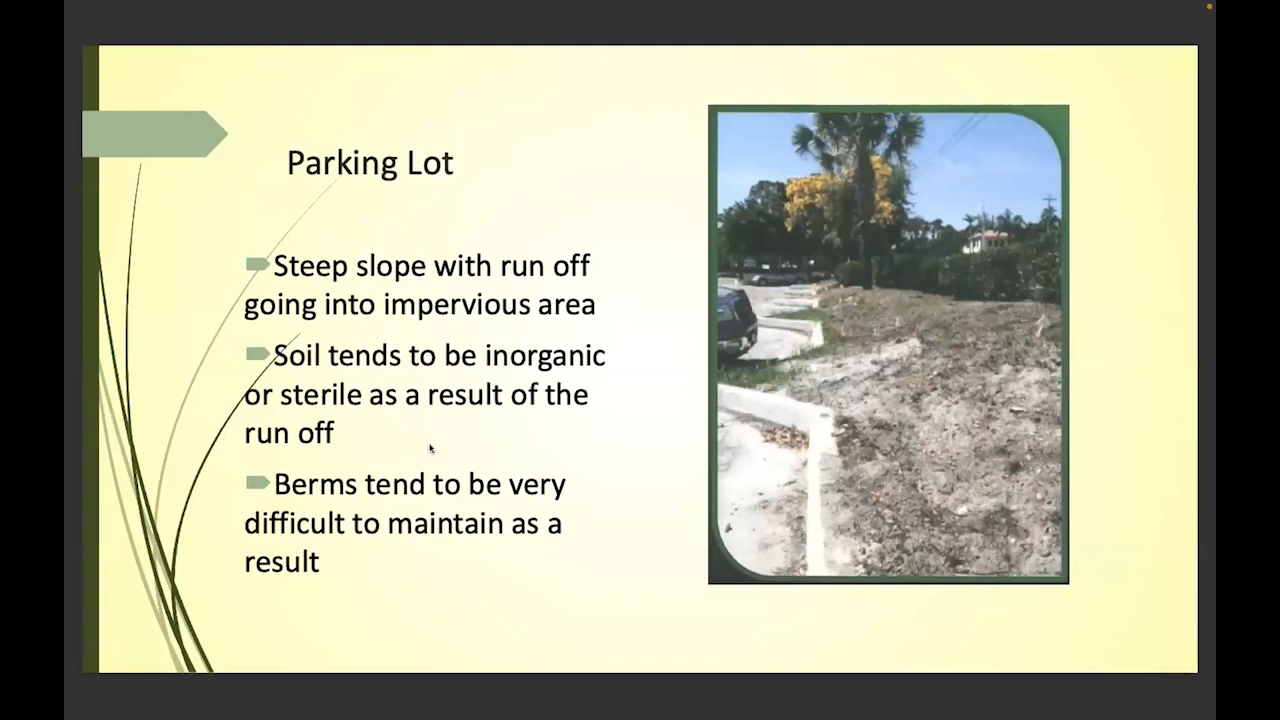 Parking Lot
Steep slope with run off
going into impervious area
Soil tends to be inorganic
or sterile as a result of the
run off
Berms tend to be very
difficult to maintain as a
result